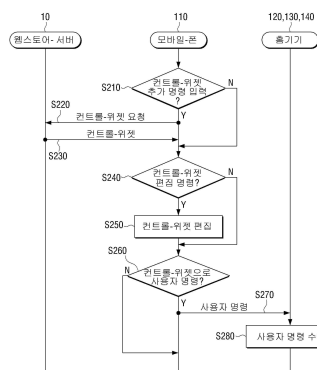 10
110
120,130,140
웹스토어- 서버
모바일-폰
홈기기
S210
컨트롤-위젯
추가 명령 입력
?
N
S220
컨트롤-위젯 요청
Y
컨트롤-위젯
S230
S240
컨트롤-위젯
편집 명령?
N
Y
S250
컨트롤-위젯 편집
S260
N
컨트롤-위젯으로
사용자 명령?
Y
S270
사용자 명령
S280
사용자 명령 수